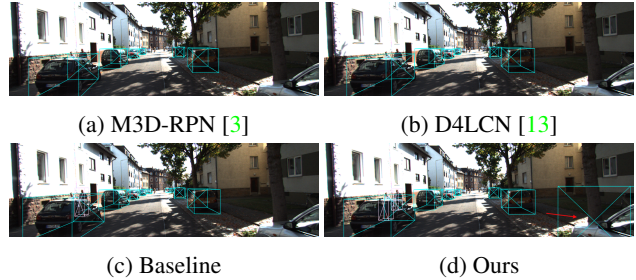 (a) M3D-RPN [3]
(b) D4LCN [13]
(c) Baseline
(d) Ours